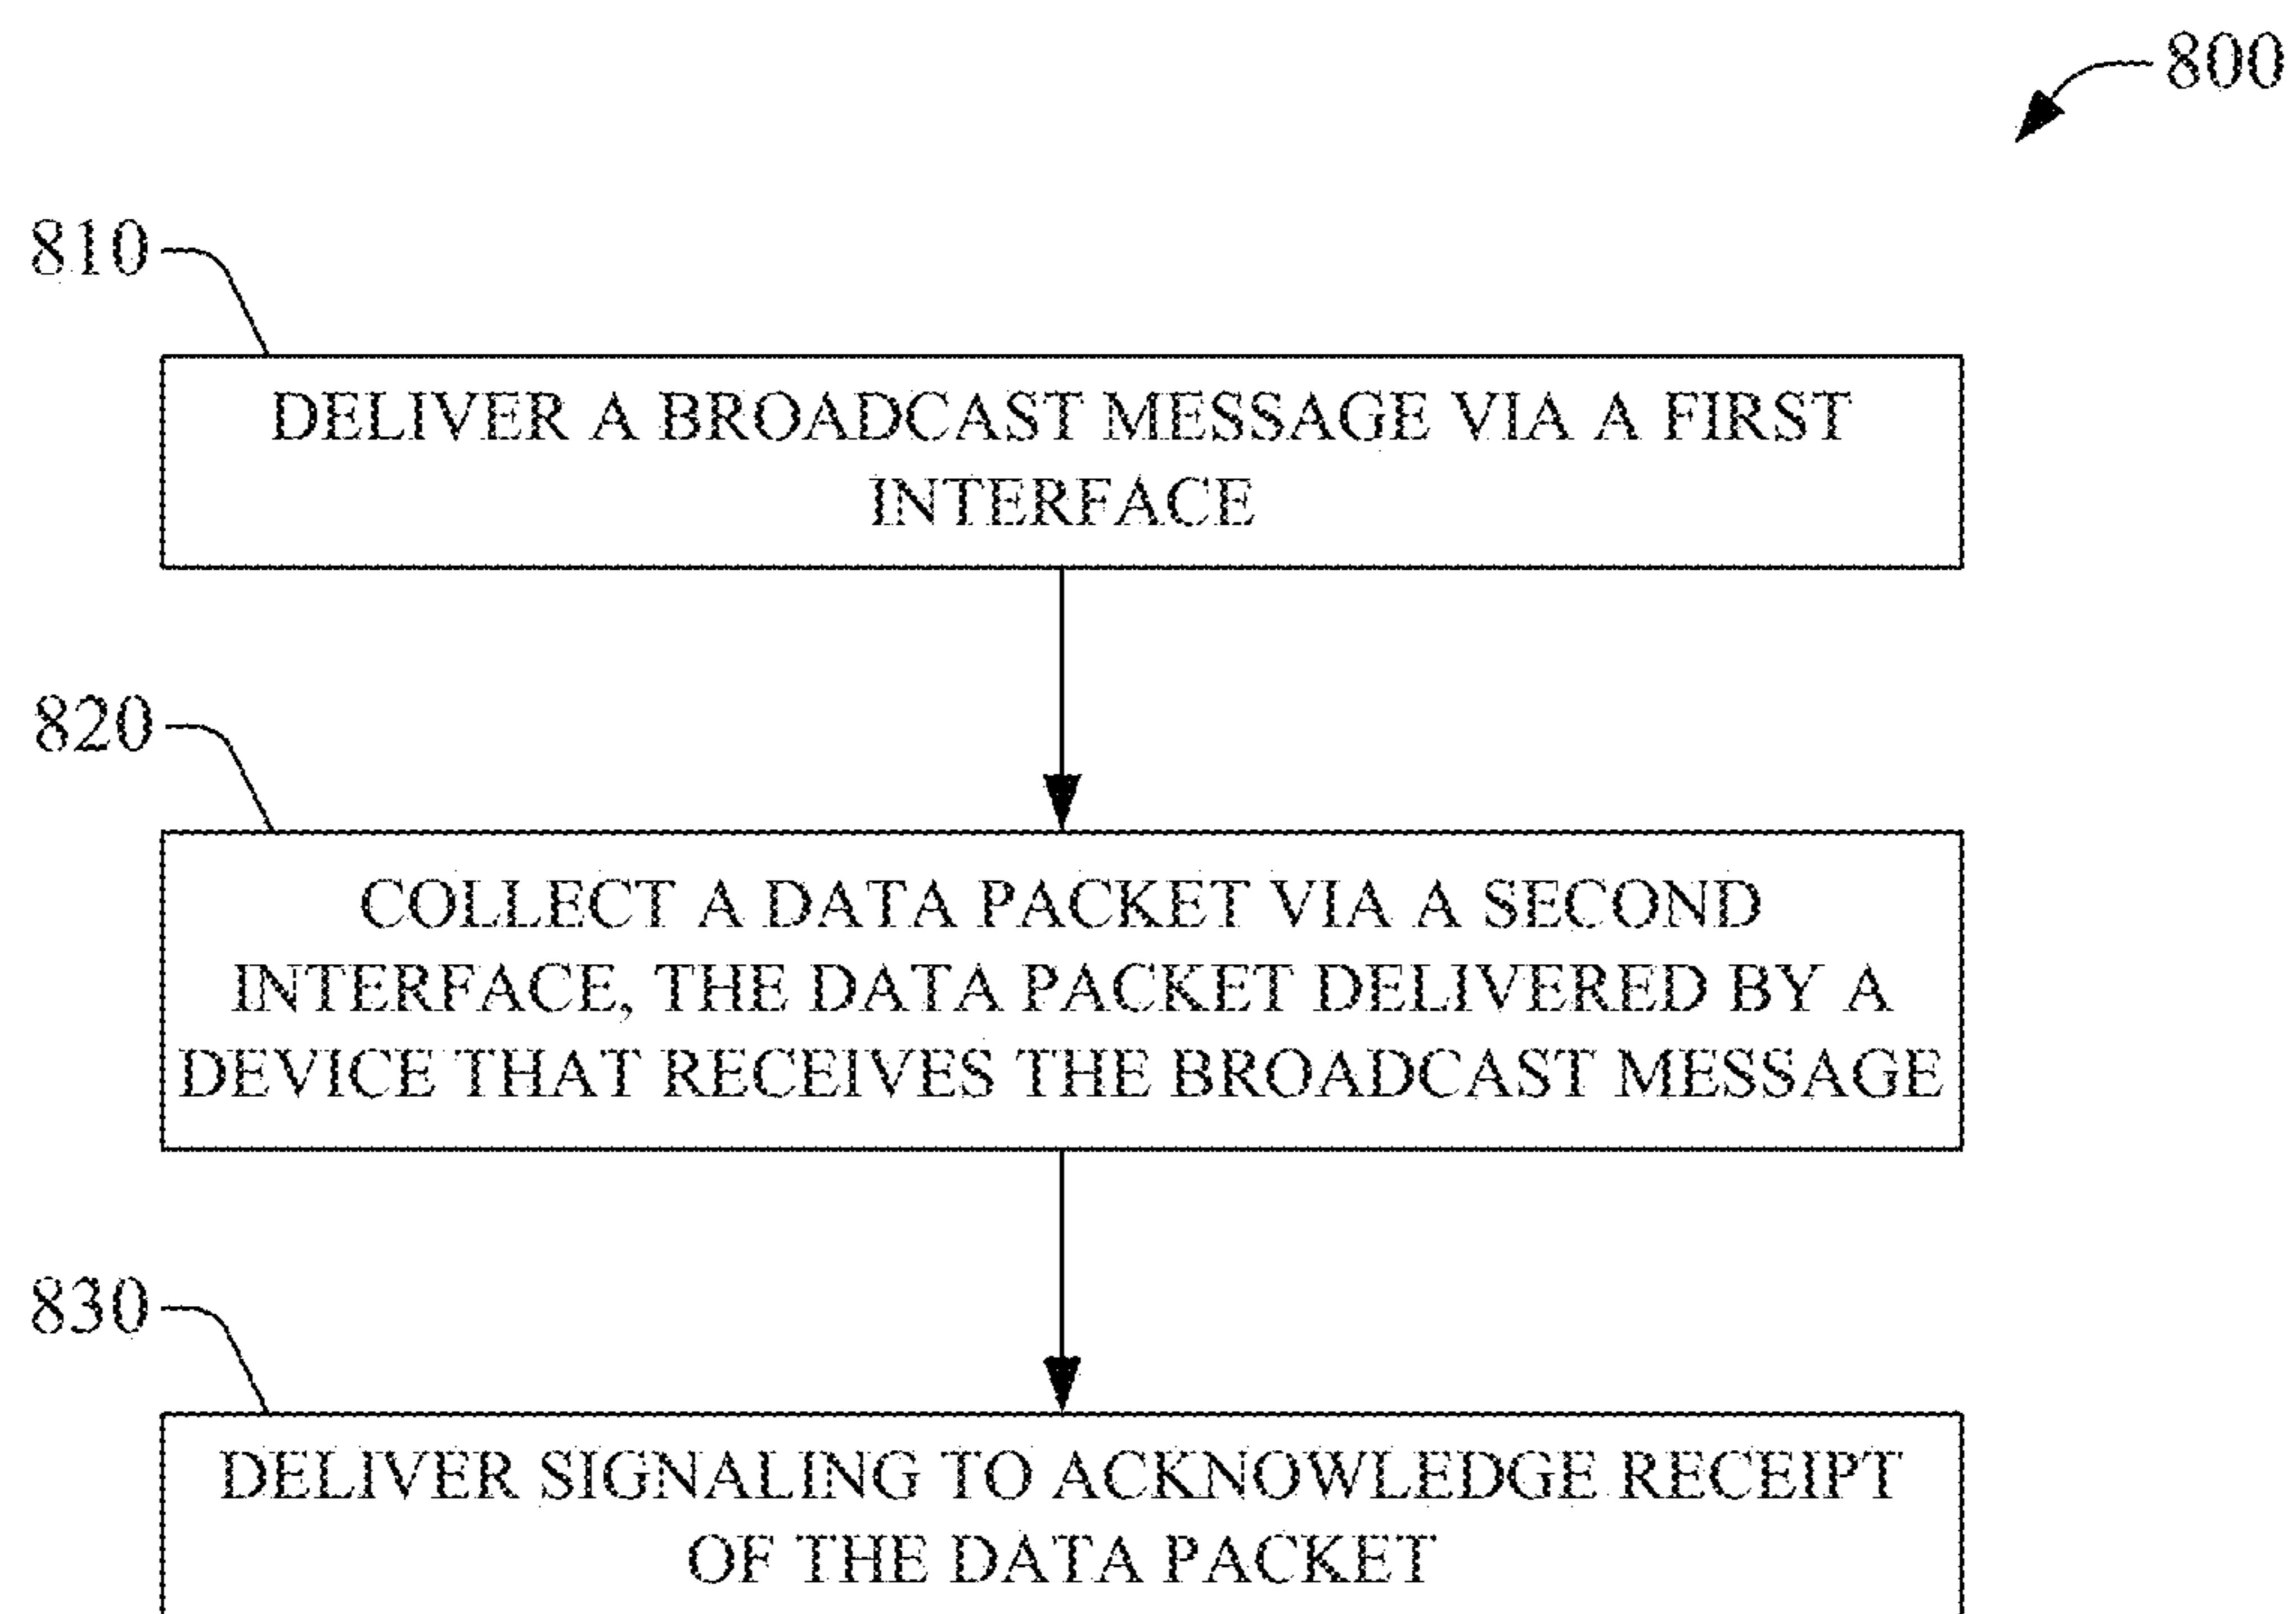 800
810
DELIVER A BROADCAST MESSAGE VIA A FIRST
INTERFACE
820
COLLECT A DATA PACKET VIA A SECOND
INTERFACE, THE DATA PACKET DELIVERED BY A
DEVICE THAT RECEIVES THE BROADCAST MESSAGE
830
DELIVER SIGNALING TO ACKNOWLEDGE RECEIPT
OF THE DATA PACKET